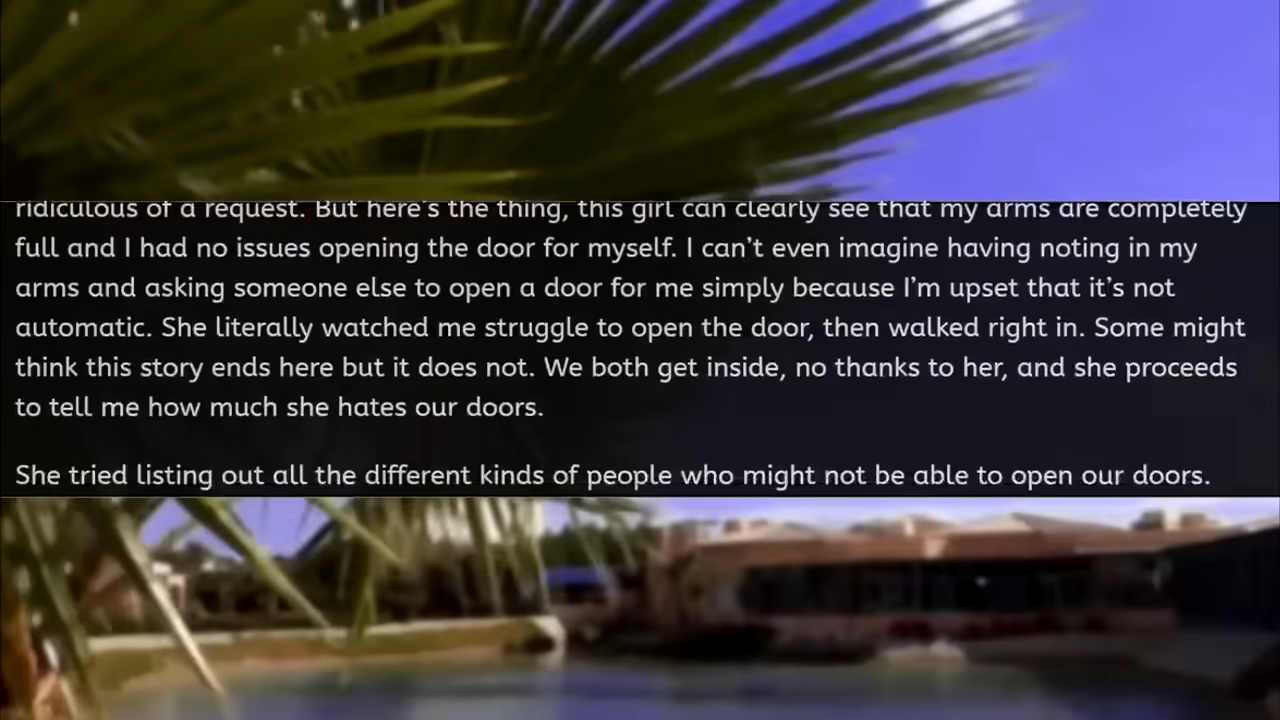 ridiculous of a request. But here's the thing, this girl can clearly see that my arms are completely
full and I had no issues opening the door for myself. I can’t even imagine having noting in my
arms and asking someone else to open a door for me simply because I’m upset that it’s not
automatic. She literally watched me struggle to open the door, then walked right in. Some might
think this story ends here but it does not. We both get inside, no thanks to her, and she proceeds
to tell me how much she hates our doors.
She tried listing out all the different kinds of people who might not be able to open our doors.